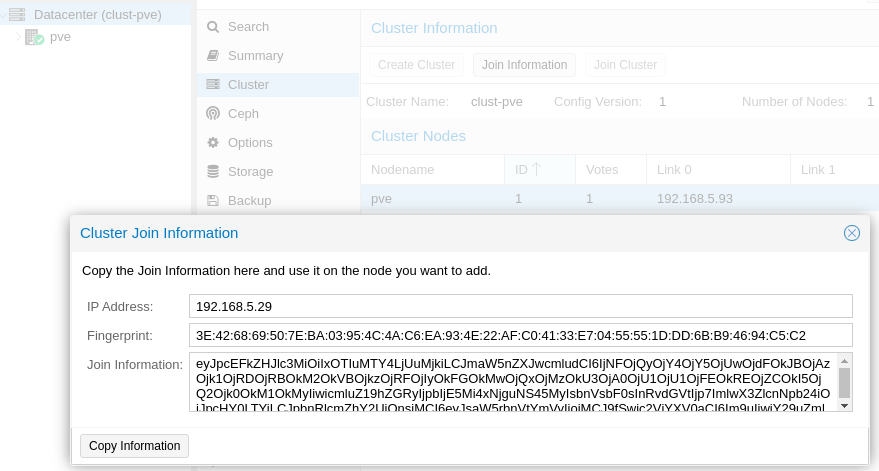 Datacenter (clust-pve)
pve
Search
Summary
Cluster
Ceph
Options
Storage
Backup
Cluster Information
Create Cluster Join Information Join Cluster
Cluster Name: clust-pve Config Version: 1 Number of Nodes: 1
Cluster Nodes
Nodename ID ↑ Votes Link 0 Link 1
pve 1 1 192.168.5.93
Cluster Join Information
Copy the Join Information here and use it on the node you want to add.
IP Address: 192.168.5.29
Fingerprint: 3E:42:68:69:50:7E:BA:03:95:4C:4A:C6:EA:93:4E:22:AF:C0:41:33:E7:04:55:55:1D:DD:6B:B9:46:94:C5:C2
Join Information: eyJpcEFkZHJlc3MiOiIxOTIuMTY4LjUuMjkiLCJmaW5nZXJwcmludCI6IjNFOjQyOjY4OjY5OjUwOjdFOkJBOjAz
Ojk1OjRDOjRBOkM2OkVBOjkzOjRFOjIyOkFGOkMwOjQxOjMzOkU3OjA0OjU1OjU1OjFEOkREOjZCOkI5Oj
Q2Ojk0OkM1OkMyIiwicmluZ19hZGRyIjpbIjE5Mi4xNjguNS45MyIsbnVsbF0sInRvdGVtIjp7ImlwX3ZlcnNpb24iO
Copy Information